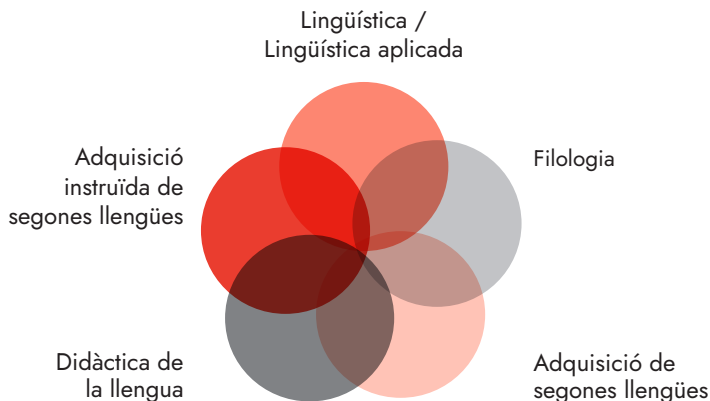 Lingüística /
Lingüística aplicada
Adquisició
instruïda de
segones llengües
Filologia
Didàctica de
la llengua
Adquisició de
segones llengües